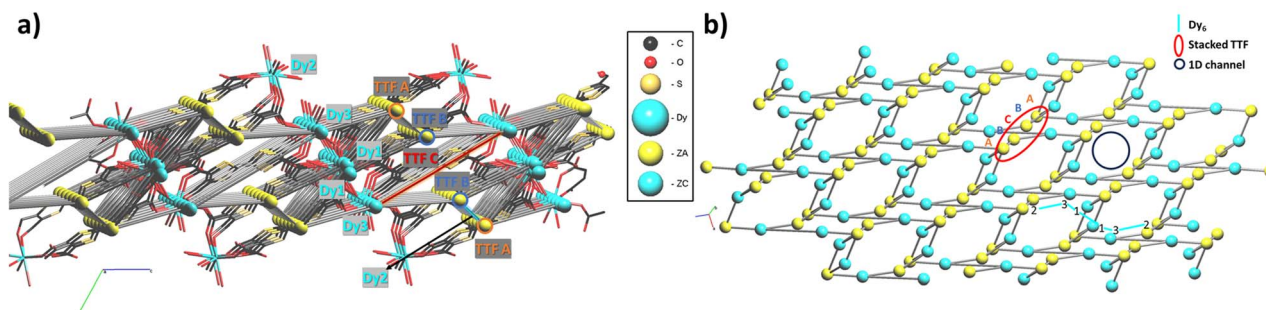 a)
Dy2
TTF A
Dy3
TTF B
Dy1
TTF C
Dy1
TTF B
Dy3
TTF A
Dy2
- C
- O
- S
- Dy
- ZA
- ZC
b)
Dy6
Stacked TTF
1D channel
A
B
C
B
A
2 3 1
1 3 2